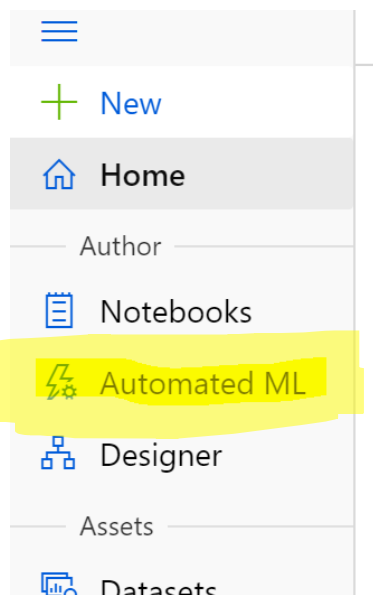 New
Home
Author
Notebooks
Automated ML
Designer
Assets
Datasets